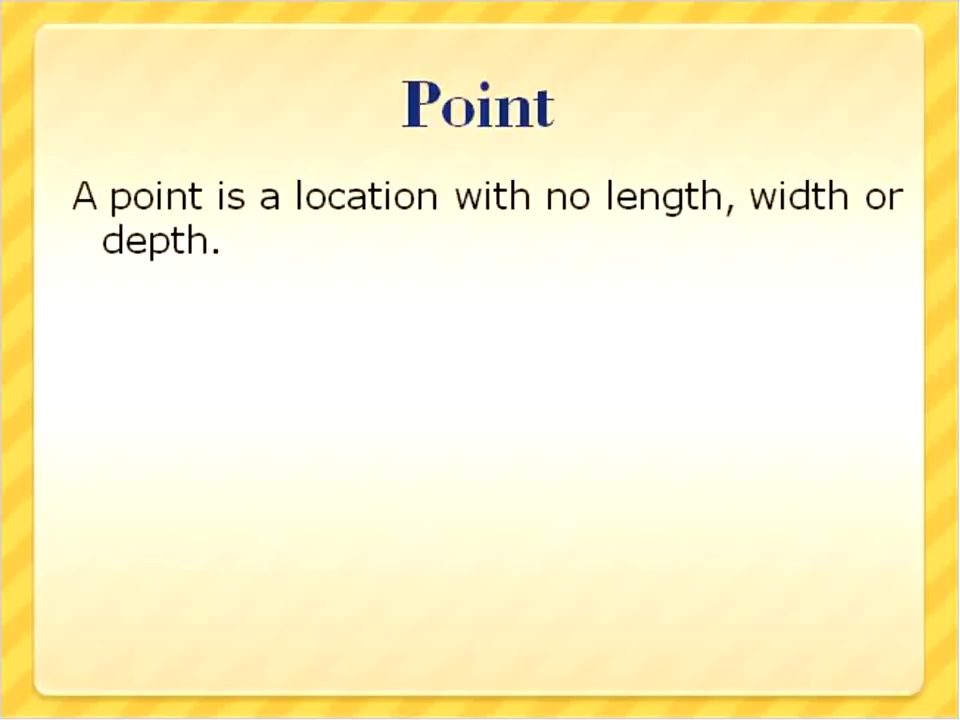 Point
A point is a location with no length, width or
depth.